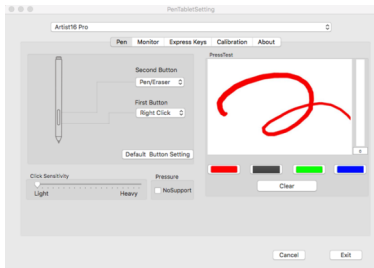 PenTabletSetting
Artist16 Pro
Pen Monitor Express Keys Calibration About
PressTest
Second Button
Pen/Eraser
First Button
Right Click
Default Button Setting
Click Sensitivity
Light Heavy
Pressure
NoSupport
Clear
Cancel Exit